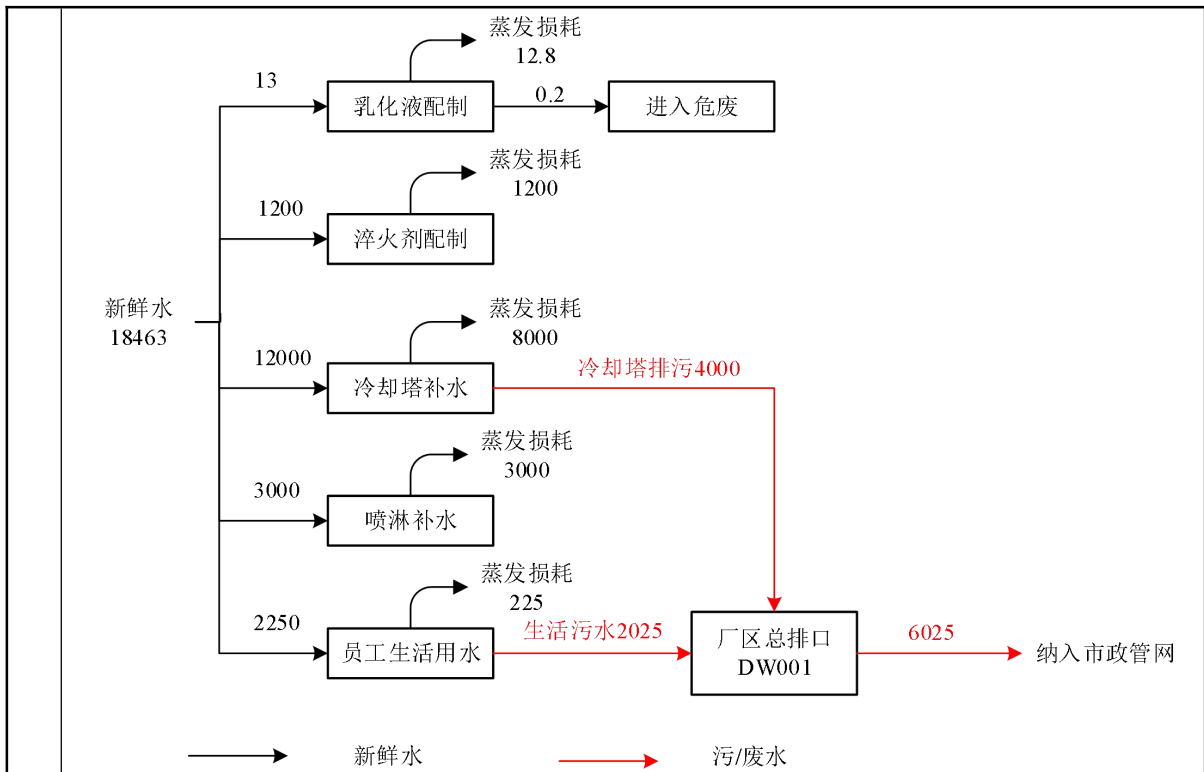 蒸发损耗
12.8
13
乳化液配制
0.2
进入危废
蒸发损耗
1200
1200
淬火剂配制
新鲜水
18463
蒸发损耗
8000
12000
冷却塔补水
冷却塔排污4000
蒸发损耗
3000
3000
喷淋补水
蒸发损耗
225
2250
员工生活用水
生活污水2025
厂区总排口
DW001
6025
纳入市政管网
新鲜水
污/废水